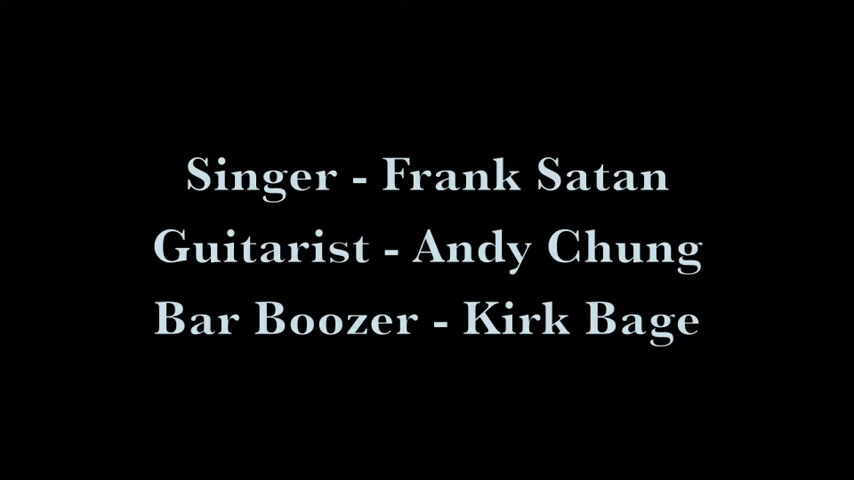 Singer - Frank Satan
Guitarist - Andy Chung
Bar Boozer - Kirk Bage